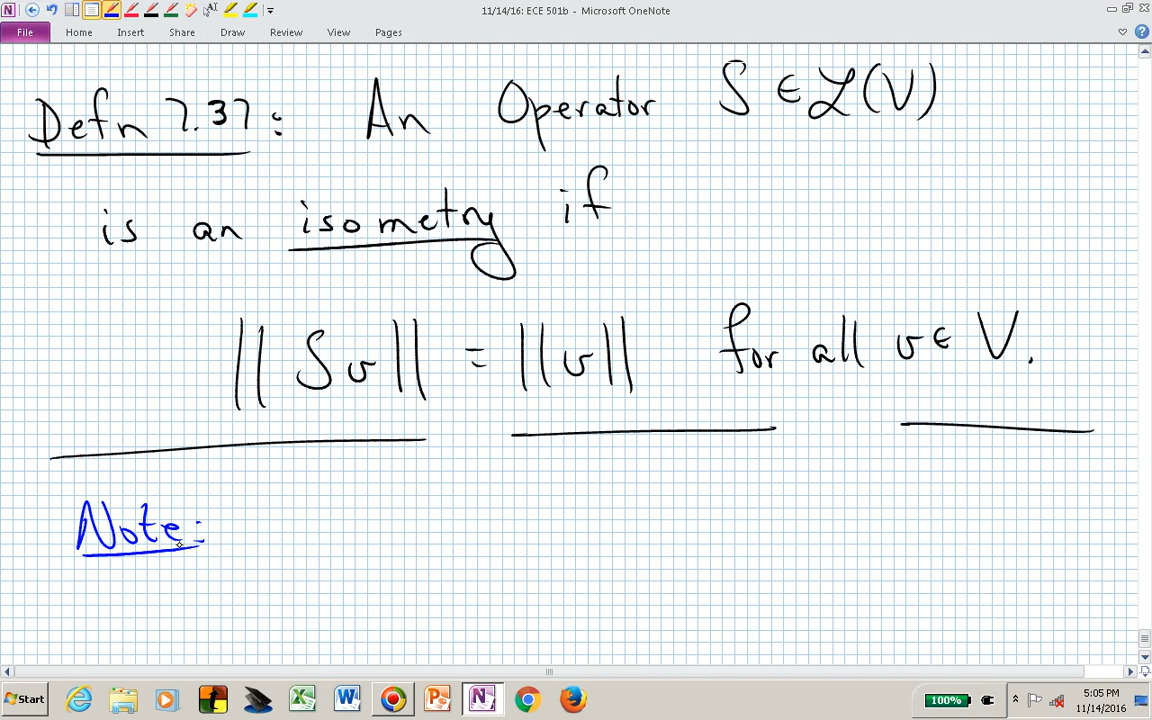 11/14/16: ECE 501b - Microsoft OneNote
File Home Insert Share Draw Review View Pages
Defn 7.37: An Operator S ∈ ℒ(V)
is an isometry if
||Sv|| = ||v|| for all v ∈ V.
Note:
Start
100%
5:05 PM
11/14/2016